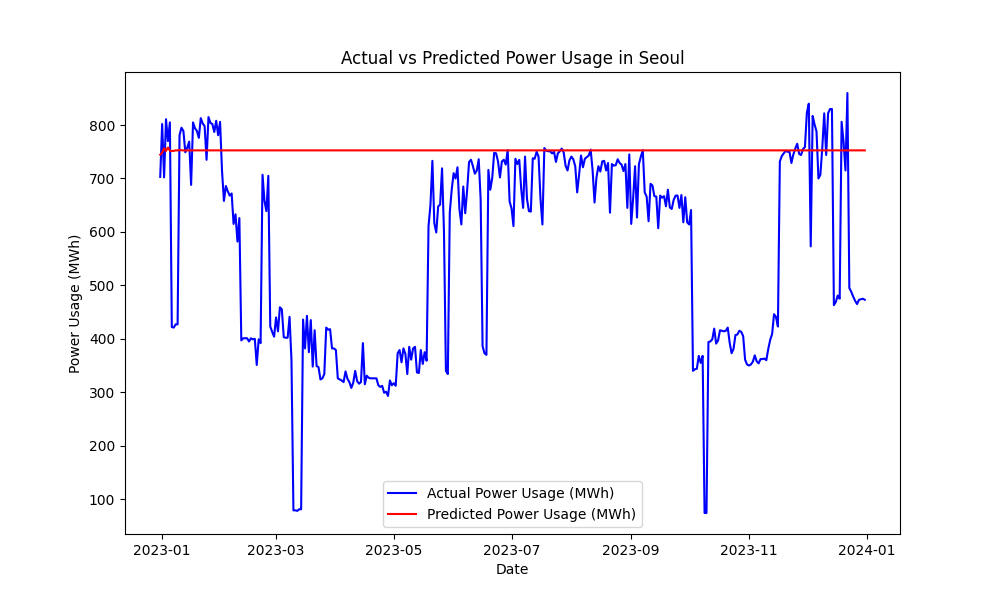 Actual vs Predicted Power Usage in Seoul
Power Usage (MWh)
800
700
600
500
400
300
200
100
Actual Power Usage (MWh)
Predicted Power Usage (MWh)
2023-01 2023-03 2023-05 2023-07 2023-09 2023-11 2024-01
Date